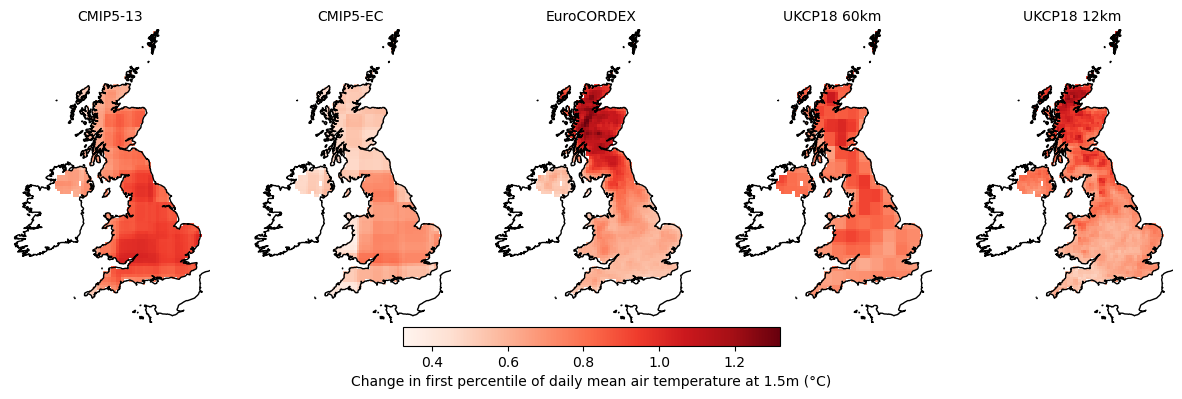 CMIP5-13 CMIP5-EC EuroCORDEX UKCP18 60km UKCP18 12km
0.4 0.6 0.8 1.0 1.2
Change in first percentile of daily mean air temperature at 1.5m (°C)